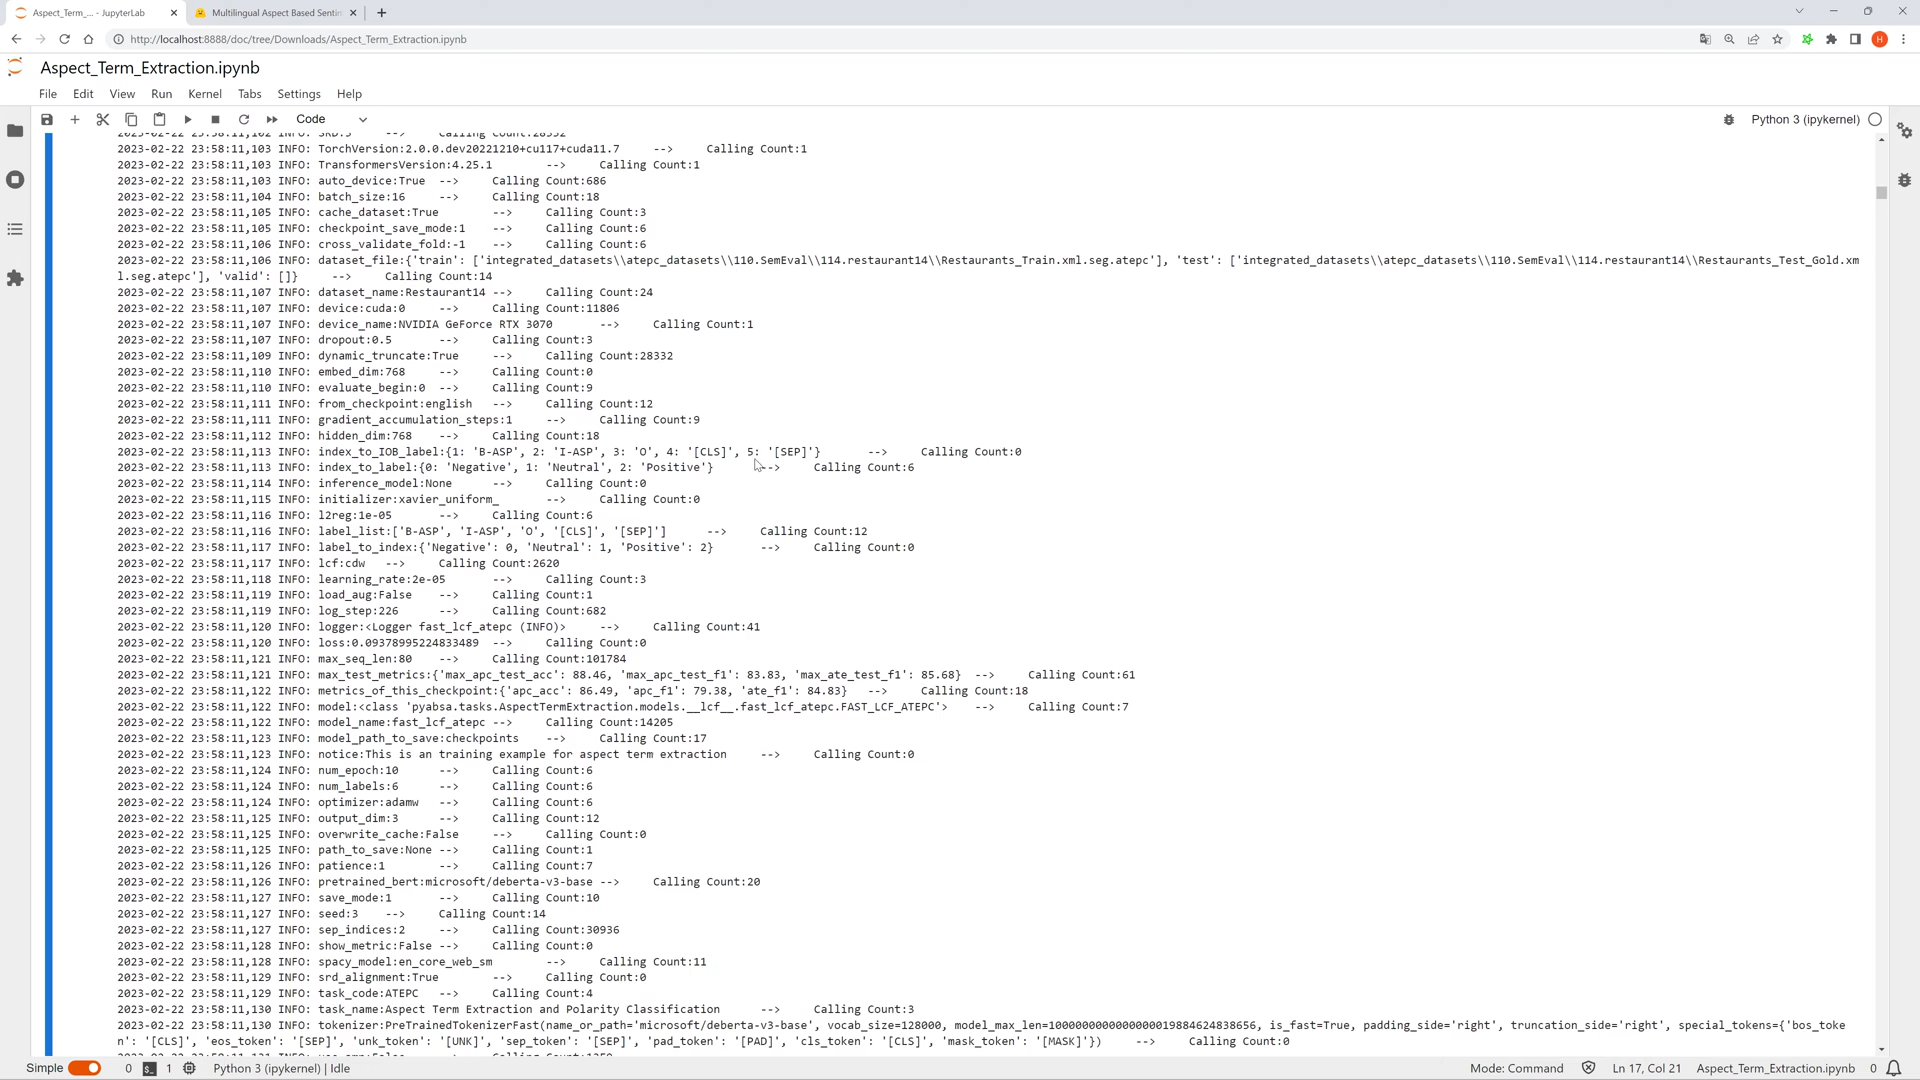 Aspect_Term_... - JupyterLab
Multilingual Aspect Based Sentin
http://localhost:8888/doc/tree/Downloads/Aspect_Term_Extraction.ipynb
H
Aspect_Term_Extraction.ipynb
File Edit View Run Kernel Tabs Settings Help
Code
Python 3 (ipykernel)
2023-02-22 23:58:11,102 INFO: SRD:3 --> Calling Count:28332
2023-02-22 23:58:11,103 INFO: TorchVersion:2.0.0.dev20221210+cu117+cuda11.7 --> Calling Count:1
2023-02-22 23:58:11,103 INFO: TransformersVersion:4.25.1 --> Calling Count:1
2023-02-22 23:58:11,103 INFO: auto_device:True --> Calling Count:686
2023-02-22 23:58:11,104 INFO: batch_size:16 --> Calling Count:18
2023-02-22 23:58:11,105 INFO: cache_dataset:True --> Calling Count:3
2023-02-22 23:58:11,105 INFO: checkpoint_save_mode:1 --> Calling Count:6
2023-02-22 23:58:11,106 INFO: cross_validate_fold:-1 --> Calling Count:6
2023-02-22 23:58:11,106 INFO: dataset_file:{'train': ['integrated_datasets\\atepc_datasets\\110.SemEval\\114.restaurant14\\Restaurants_Train.xml.seg.atepc'], 'test': ['integrated_datasets\\atepc_datasets\\110.SemEval\\114.restaurant14\\Restaurants_Test_Gold.xm
l.seg.atepc'], 'valid': []} --> Calling Count:14
2023-02-22 23:58:11,107 INFO: dataset_name:Restaurant14 --> Calling Count:24
2023-02-22 23:58:11,107 INFO: device:cuda:0 --> Calling Count:11806
2023-02-22 23:58:11,107 INFO: device_name:NVIDIA GeForce RTX 3070 --> Calling Count:1
2023-02-22 23:58:11,107 INFO: dropout:0.5 --> Calling Count:3
2023-02-22 23:58:11,109 INFO: dynamic_truncate:True --> Calling Count:28332
2023-02-22 23:58:11,110 INFO: embed_dim:768 --> Calling Count:0
2023-02-22 23:58:11,110 INFO: evaluate_begin:0 --> Calling Count:9
2023-02-22 23:58:11,111 INFO: from_checkpoint:english --> Calling Count:12
2023-02-22 23:58:11,111 INFO: gradient_accumulation_steps:1 --> Calling Count:9
2023-02-22 23:58:11,112 INFO: hidden_dim:768 --> Calling Count:18
2023-02-22 23:58:11,113 INFO: index_to_IOB_label:{1: 'B-ASP', 2: 'I-ASP', 3: 'O', 4: '[CLS]', 5: '[SEP]'} --> Calling Count:0
2023-02-22 23:58:11,113 INFO: index_to_label:{0: 'Negative', 1: 'Neutral', 2: 'Positive'} --> Calling Count:6
2023-02-22 23:58:11,114 INFO: inference_model:None --> Calling Count:0
2023-02-22 23:58:11,115 INFO: initializer:xavier_uniform_ --> Calling Count:0
2023-02-22 23:58:11,116 INFO: l2reg:1e-05 --> Calling Count:6
2023-02-22 23:58:11,116 INFO: label_list:['B-ASP', 'I-ASP', 'O', '[CLS]', '[SEP]'] --> Calling Count:12
2023-02-22 23:58:11,117 INFO: label_to_index:{'Negative': 0, 'Neutral': 1, 'Positive': 2} --> Calling Count:0
2023-02-22 23:58:11,117 INFO: lcf:cdw --> Calling Count:2620
2023-02-22 23:58:11,118 INFO: learning_rate:2e-05 --> Calling Count:3
2023-02-22 23:58:11,119 INFO: load_aug:False --> Calling Count:1
2023-02-22 23:58:11,119 INFO: log_step:226 --> Calling Count:682
2023-02-22 23:58:11,120 INFO: logger:<Logger fast_lcf_atepc (INFO)> --> Calling Count:41
2023-02-22 23:58:11,120 INFO: loss:0.09378995224833489 --> Calling Count:0
2023-02-22 23:58:11,121 INFO: max_seq_len:80 --> Calling Count:101784
2023-02-22 23:58:11,121 INFO: max_test_metrics:{'max_apc_test_acc': 88.46, 'max_apc_test_f1': 83.83, 'max_ate_test_f1': 85.68} --> Calling Count:61
2023-02-22 23:58:11,122 INFO: metrics_of_this_checkpoint:{'apc_acc': 86.49, 'apc_f1': 79.38, 'ate_f1': 84.83} --> Calling Count:18
2023-02-22 23:58:11,122 INFO: model:<class 'pyabsa.tasks.AspectTermExtraction.models.__lcf__.fast_lcf_atepc.FAST_LCF_ATEPC'> --> Calling Count:7
2023-02-22 23:58:11,122 INFO: model_name:fast_lcf_atepc --> Calling Count:14205
2023-02-22 23:58:11,123 INFO: model_path_to_save:checkpoints --> Calling Count:17
2023-02-22 23:58:11,123 INFO: notice:This is an training example for aspect term extraction --> Calling Count:0
2023-02-22 23:58:11,124 INFO: num_epoch:10 --> Calling Count:6
2023-02-22 23:58:11,124 INFO: num_labels:6 --> Calling Count:6
2023-02-22 23:58:11,124 INFO: optimizer:adamw --> Calling Count:6
2023-02-22 23:58:11,125 INFO: output_dim:3 --> Calling Count:12
2023-02-22 23:58:11,125 INFO: overwrite_cache:False --> Calling Count:0
2023-02-22 23:58:11,125 INFO: path_to_save:None --> Calling Count:1
2023-02-22 23:58:11,126 INFO: patience:1 --> Calling Count:7
2023-02-22 23:58:11,126 INFO: pretrained_bert:microsoft/deberta-v3-base --> Calling Count:20
2023-02-22 23:58:11,127 INFO: save_mode:1 --> Calling Count:10
2023-02-22 23:58:11,127 INFO: seed:3 --> Calling Count:14
2023-02-22 23:58:11,127 INFO: sep_indices:2 --> Calling Count:30936
2023-02-22 23:58:11,128 INFO: show_metric:False --> Calling Count:0
2023-02-22 23:58:11,128 INFO: spacy_model:en_core_web_sm --> Calling Count:11
2023-02-22 23:58:11,129 INFO: srd_alignment:True --> Calling Count:0
2023-02-22 23:58:11,129 INFO: task_code:ATEPC --> Calling Count:4
2023-02-22 23:58:11,130 INFO: task_name:Aspect Term Extraction and Polarity Classification --> Calling Count:3
2023-02-22 23:58:11,130 INFO: tokenizer:PreTrainedTokenizerFast(name_or_path='microsoft/deberta-v3-base', vocab_size=128000, model_max_len=1000000000000000019884624838656, is_fast=True, padding_side='right', truncation_side='right', special_tokens={'bos_toke
n': '[CLS]', 'eos_token': '[SEP]', 'unk_token': '[UNK]', 'sep_token': '[SEP]', 'pad_token': '[PAD]', 'cls_token': '[CLS]', 'mask_token': '[MASK]'}) --> Calling Count:0
Simple 0 1 Python 3 (ipykernel) | Idle Mode: Command Ln 17, Col 21 Aspect_Term_Extraction.ipynb 0